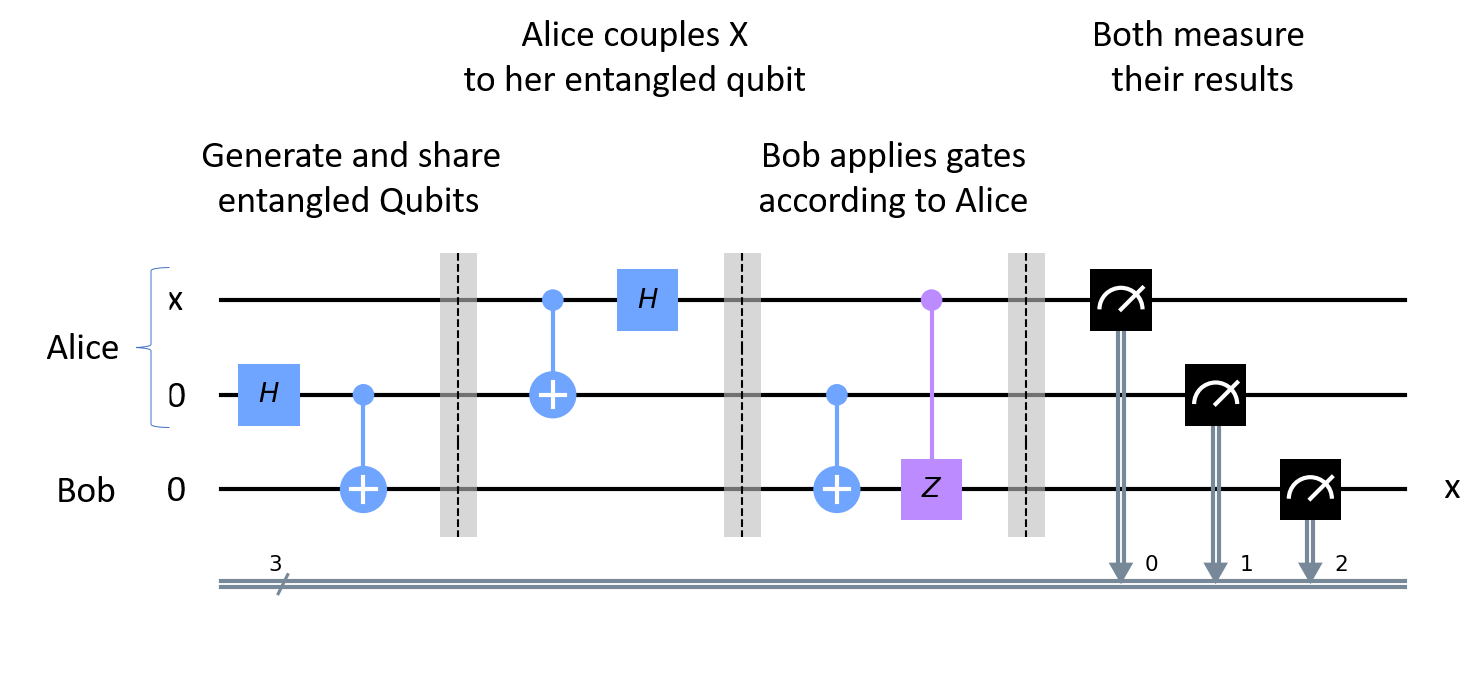 Alice couples X
to her entangled qubit
Both measure
their results
Generate and share
entangled Qubits
Bob applies gates
according to Alice
x
H
Alice
0
H
Bob
0
Z
x
3
0
1
2